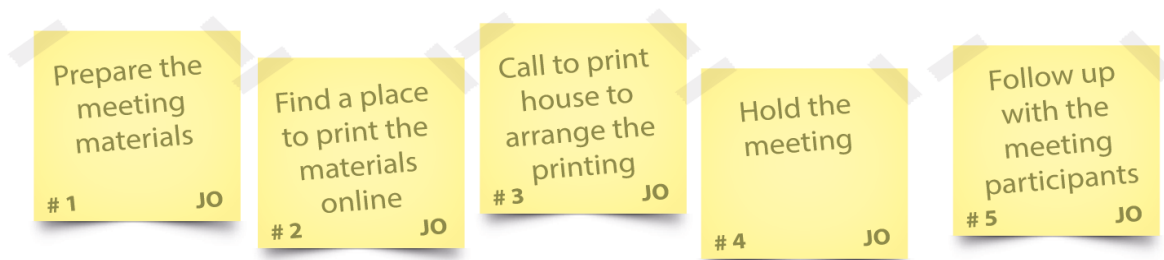 Prepare the
meeting
materials
# 1 JO
Find a place
to print the
materials
online
# 2 JO
Call to print
house to
arrange the
printing
# 3 JO
Hold the
meeting
# 4 JO
Follow up
with the
meeting
participants
# 5 JO